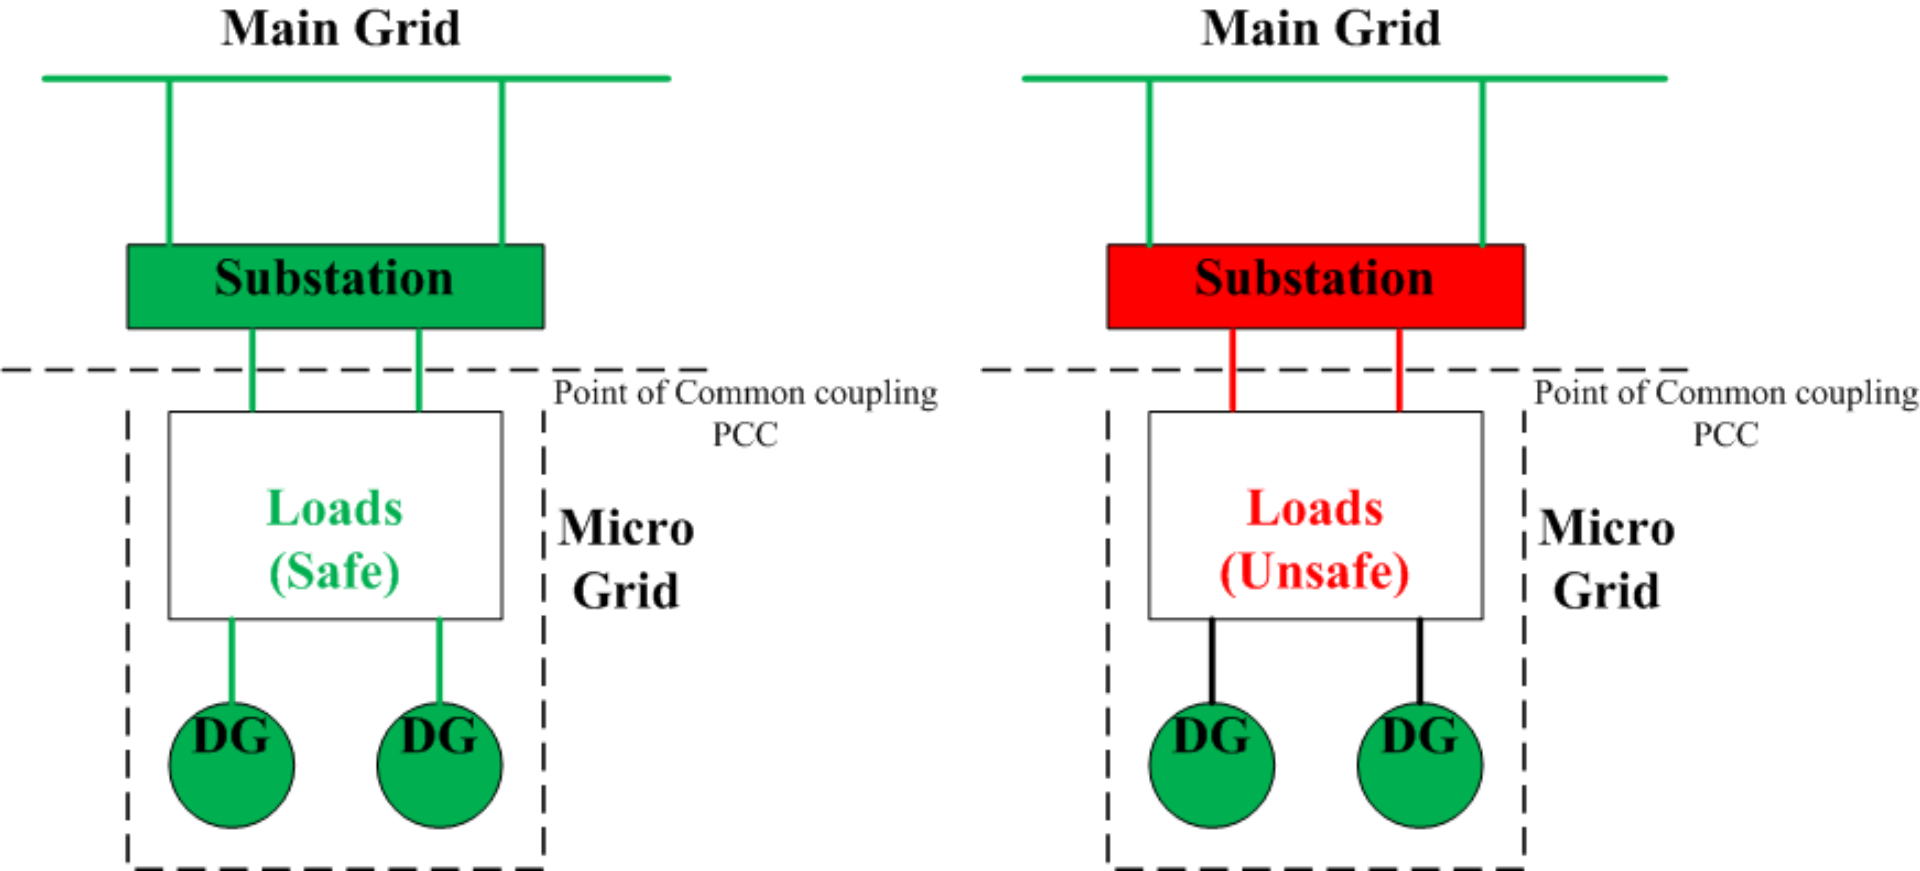 Main Grid
Substation
Point of Common coupling
PCC
Loads
(Safe)
Micro
Grid
DG DG
Main Grid
Substation
Point of Common coupling
PCC
Loads
(Unsafe)
Micro
Grid
DG DG